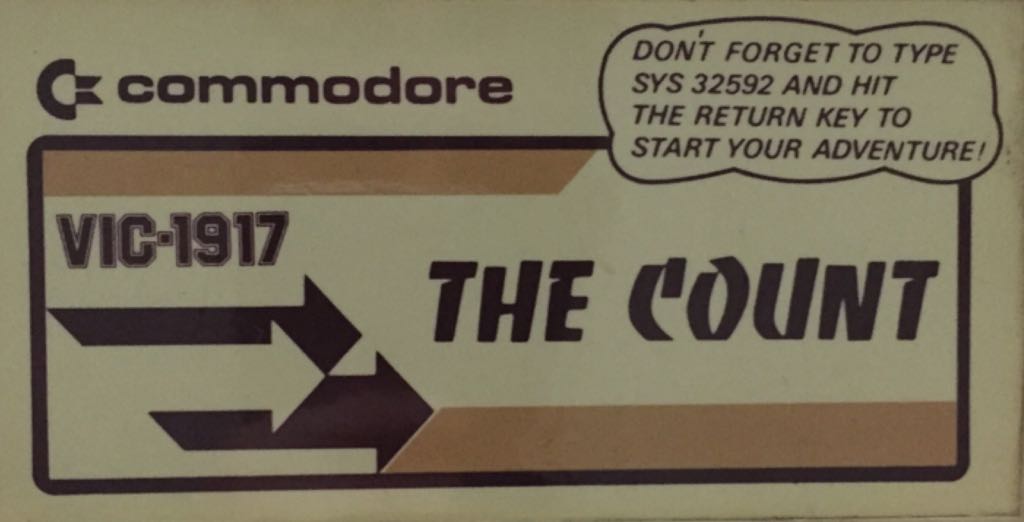 commodore
DON'T FORGET TO TYPE
SYS 32592 AND HIT
THE RETURN KEY TO
START YOUR ADVENTURE!
VIC-1917
THE COUNT